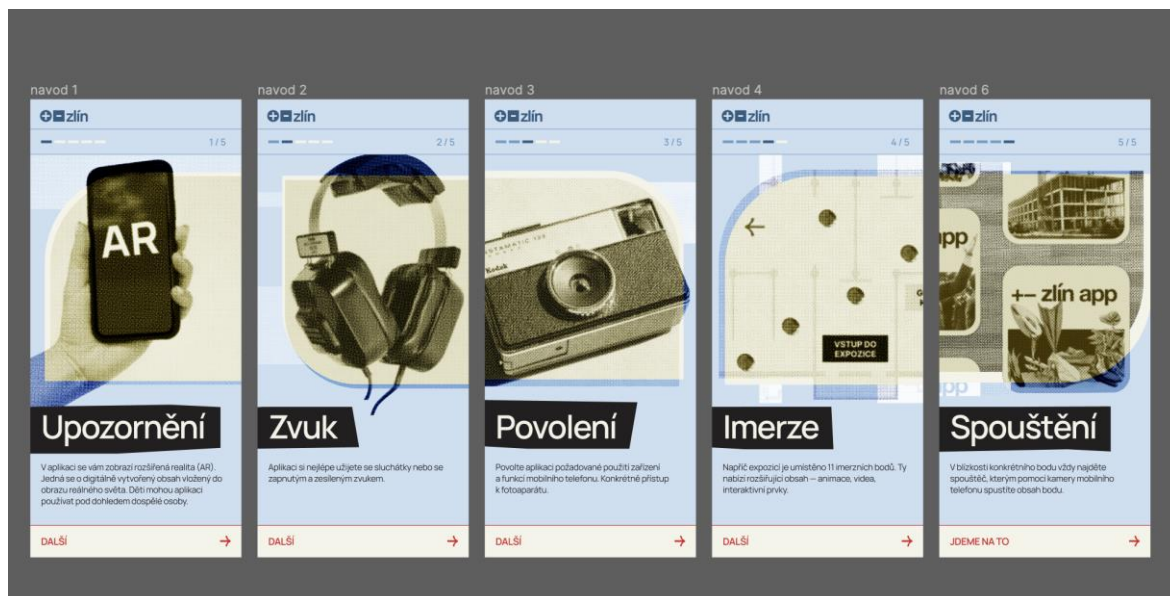 navod 1
zlín
1 / 5
AR
Upozornění
V aplikaci se vám zobrazí rozšířená realita (AR).
Jedná se o digitálně vytvořený obsah vložený do
obrazu reálného světa. Děti mohou aplikaci
používat pod dohledem dospělé osoby.
DALŠÍ
navod 2
zlín
2 / 5
Zvuk
Aplikaci si nejlépe užijete se sluchátky nebo se
zapnutým a zesíleným zvukem.
DALŠÍ
navod 3
zlín
3 / 5
Kodak
Povolení
Povolte aplikaci požadované použití zařízení
a funkcí mobilního telefonu. Konkrétně přístup
k fotoaparátu.
DALŠÍ
navod 4
zlín
4 / 5
VSTUP DO
EXPOZICE
Imerze
Napříč expozicí je umístěno 11 imerzních bodů. Ty
nabízí rozšiřující obsah — animace, videa,
interaktivní prvky.
DALŠÍ
navod 6
zlín
5 / 5
+− zlín app
Spouštění
V blízkosti konkrétního bodu vždy najděte
spouštěč, kterým pomocí kamery mobilního
telefonu spustíte obsah bodu.
JDEME NA TO